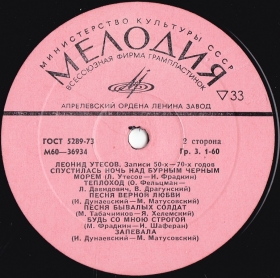 МИНИСТЕРСТВО КУЛЬТУРЫ СССР
МЕЛОДИЯ
ВСЕСОЮЗНАЯ ФИРМА ГРАМПЛАСТИНОК
33
АПРЕЛЕВСКИЙ ОРДЕНА ЛЕНИНА ЗАВОД
ГОСТ 5289-73
2 сторона
М60—36934
Гр. 3. 1-60
ЛЕОНИД УТЕСОВ. Записи 50-х—70-х годов
СПУСТИЛАСЬ НОЧЬ НАД БУРНЫМ ЧЕРНЫМ
МОРЕМ (Л. Утесов — Н. Фрадкин)
ТЕПЛОХОД (О. Фельцман —
Л. Давидович, В. Драгунский)
ПЕСНЯ ВЕРНОЙ ЛЮБВИ
(И. Дунаевский — М. Матусовский)
ПЕСНЯ БЫВАЛЫХ СОЛДАТ
(М. Табачников — Я. Хелемский)
БУДЬ СО МНОЮ СТРОГОЙ
(М. Фрадкин — И. Шаферан)
ЗАПЕВАЛА
(И. Дунаевский — М. Матусовский)